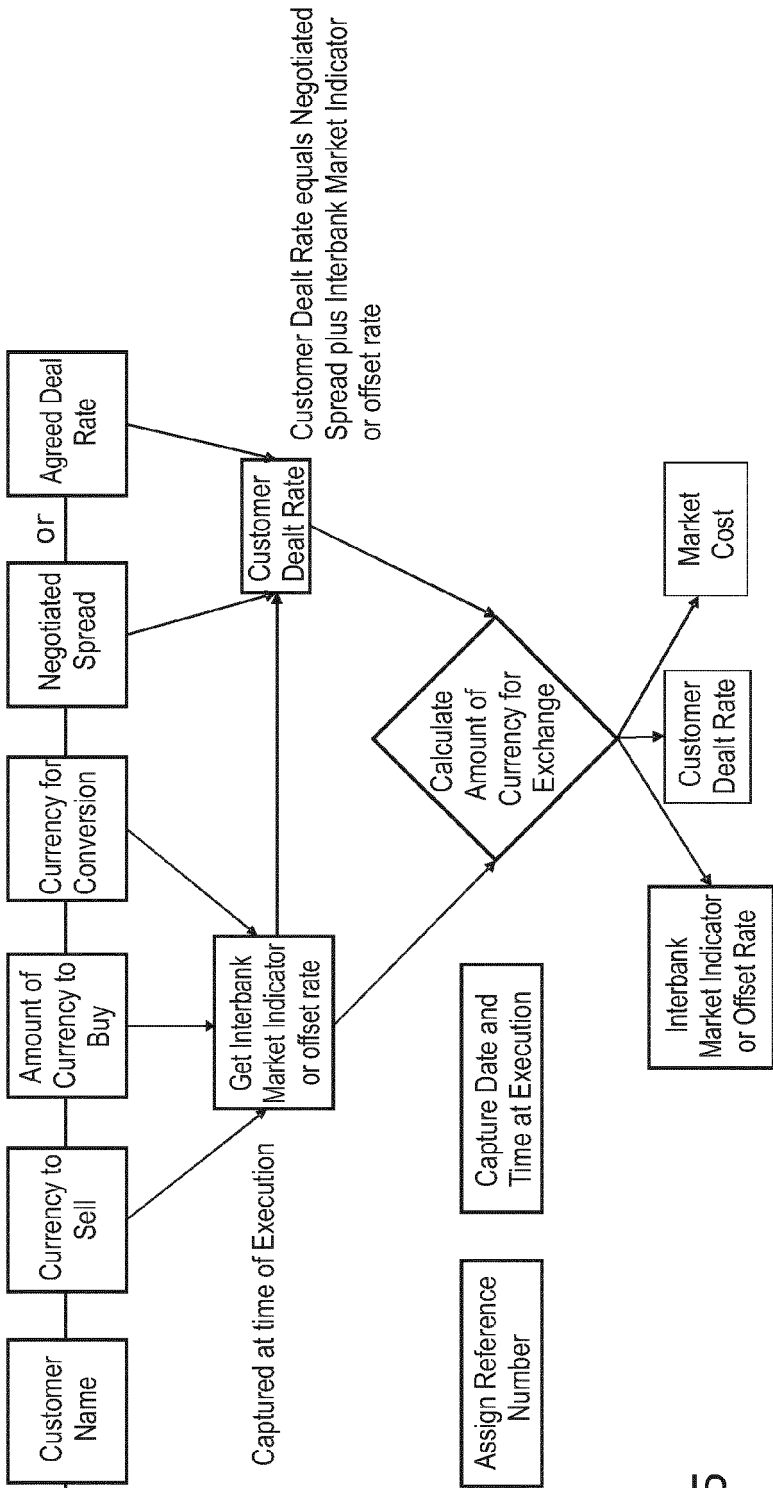 Customer
Name
Currency to
Sell
Amount of
Currency to
Buy
Currency for
Conversion
Negotiated
Spread
or
Agreed Deal
Rate
Captured at time of Execution
Get Interbank
Market Indicator
or offset rate
Customer
Dealt Rate
Customer Dealt Rate equals Negotiated
Spread plus Interbank Market Indicator
or offset rate
Assign Reference
Number
Capture Date and
Time at Execution
Calculate
Amount of
Currency for
Exchange
Interbank
Market Indicator
or Offset Rate
Customer
Dealt Rate
Market
Cost